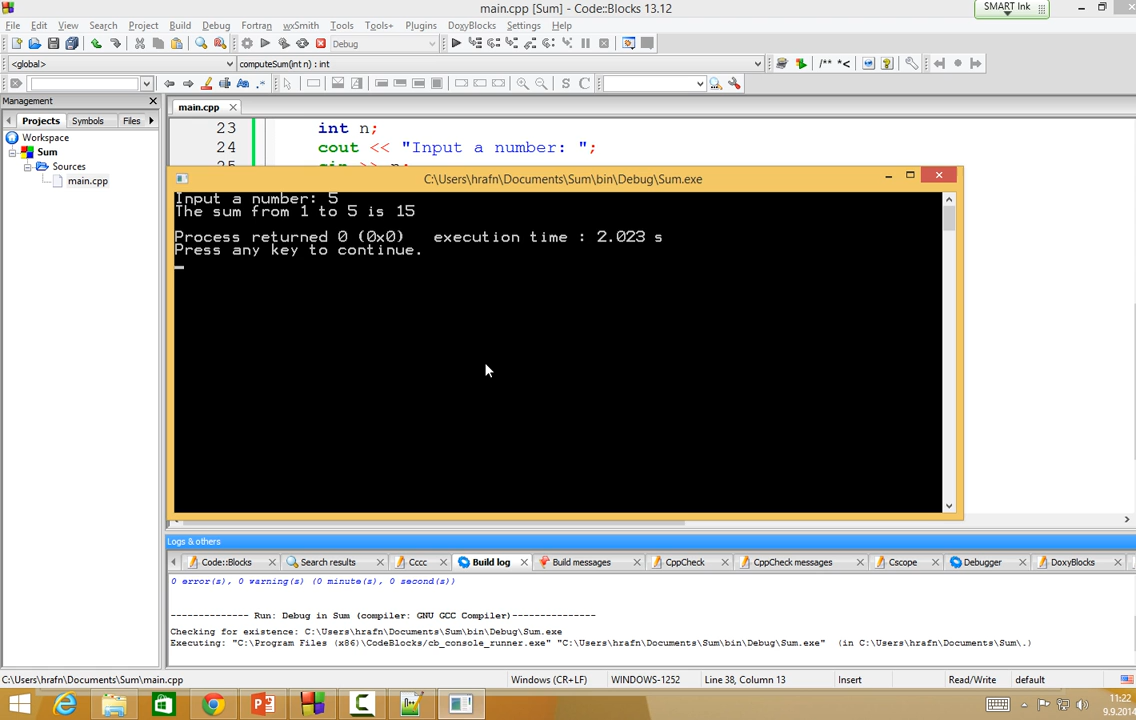 main.cpp [Sum] - Code::Blocks 13.12
SMART Ink
File Edit View Search Project Build Debug Fortran wxSmith Tools Tools+ Plugins DoxyBlocks Settings Help
Debug
<global> computeSum(int n) : int /** *<
Aa .* S C
Management
main.cpp
Projects Symbols Files
Workspace
Sum
Sources
main.cpp
23 int n;
24 cout << "Input a number: ";
25 cin >> n;
C:\Users\hrafn\Documents\Sum\bin\Debug\Sum.exe
Input a number: 5
The sum from 1 to 5 is 15
Process returned 0 (0x0) execution time : 2.023 s
Press any key to continue.
Logs & others
Code::Blocks Search results Cccc Build log Build messages CppCheck CppCheck messages Cscope Debugger DoxyBlocks
0 error(s), 0 warning(s) (0 minute(s), 0 second(s))
-------------- Run: Debug in Sum (compiler: GNU GCC Compiler)---------------
Checking for existence: C:\Users\hrafn\Documents\Sum\bin\Debug\Sum.exe
Executing: "C:\Program Files (x86)\CodeBlocks/cb_console_runner.exe" "C:\Users\hrafn\Documents\Sum\bin\Debug\Sum.exe" (in C:\Users\hrafn\Documents\Sum\.)
C:\Users\hrafn\Documents\Sum\main.cpp Windows (CR+LF) WINDOWS-1252 Line 38, Column 13 Insert Read/Write default
11:22
9.9.2014